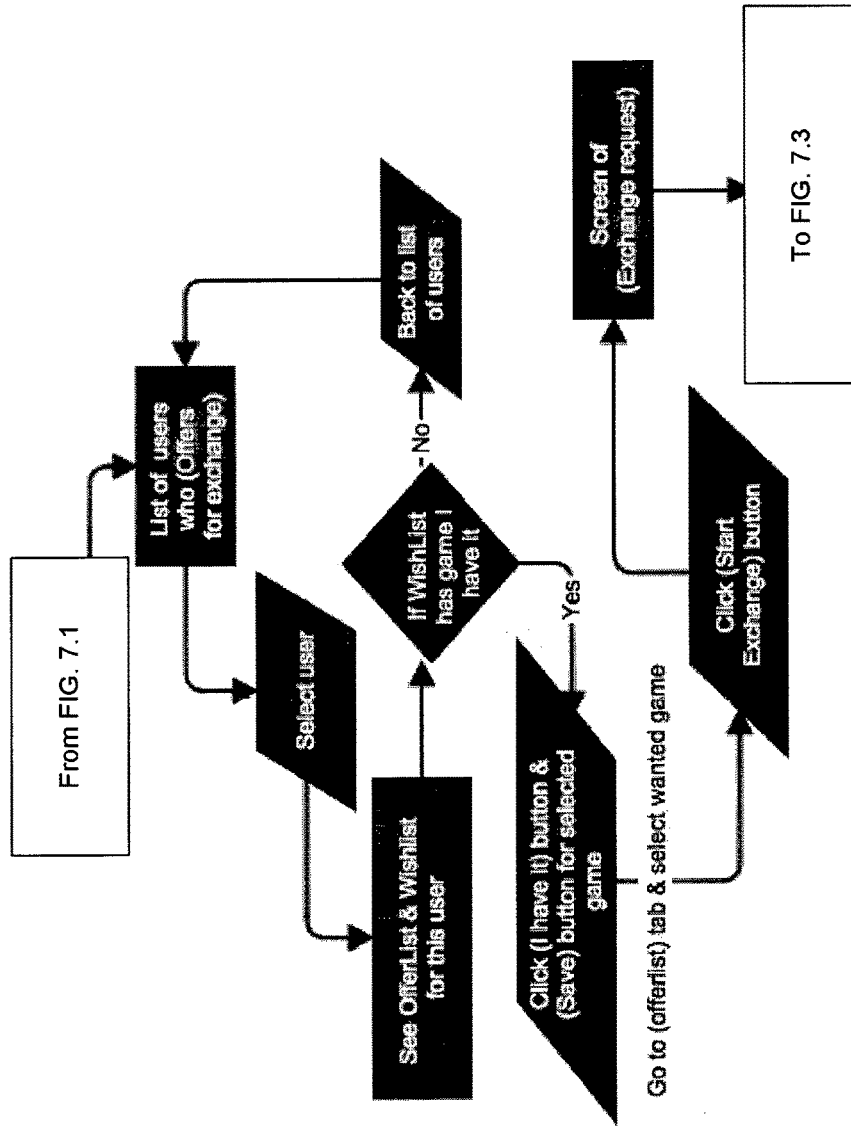 From FIG. 7.1
List of users
who (Offers
for exchange)
Select user
See OfferList & Wishlist
for this user
If WishList
has game I
have it
No
Back to list
of users
Yes
Click (I have it) button &
(Save) button for selected
game
Go to (offerlist) tab & select wanted game
Click (Start
Exchange) button
Screen of
(Exchange request)
To FIG. 7.3